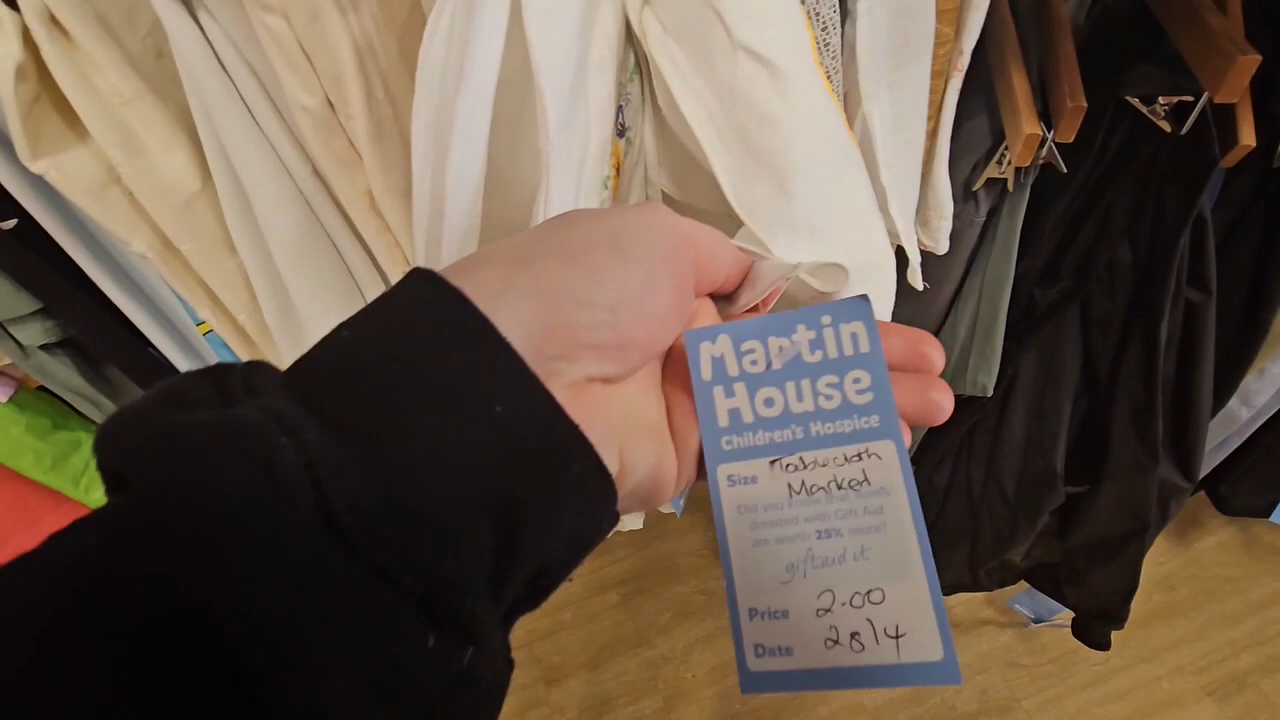 Martin
House
Children's Hospice
Size Tablecloth
Marked
Did you know that goods
donated with Gift Aid
are worth 25% more?
giftaid it
Price 2.00
Date 28/4